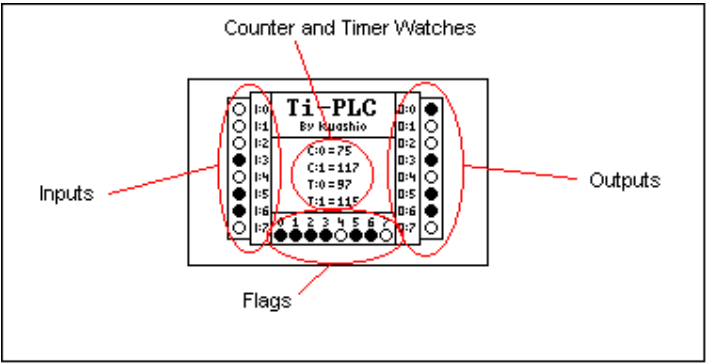 Counter and Timer Watches
Ti-PLC
By Kwashio
I:0
I:1
I:2
I:3
I:4
I:5
I:6
I:7
C:0=75
C:1=117
T:0=97
T:1=115
0 1 2 3 4 5 6 7
O:0
O:1
O:2
O:3
O:4
O:5
O:6
O:7
Inputs
Outputs
Flags